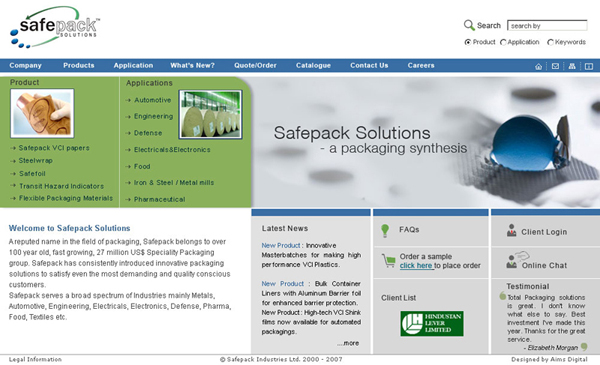 safepack™
SOLUTIONS
Search
search by
Product
Application
Keywords
Company
Products
Application
What's New?
Quote/Order
Catalogue
Contact Us
Careers
Product
Safepack VCI papers
Steelwrap
Safefoil
Transit Hazard Indicators
Flexible Packaging Materials
Applications
Automotive
Engineering
Defense
Electricals&Electronics
Food
Iron & Steel / Metal mills
Pharmaceutical
Safepack Solutions
- a packaging synthesis
Welcome to Safepack Solutions
A reputed name in the field of packaging, Safepack belongs to over
100 year old, fast growing, 27 million US$ Speciality Packaging
group. Safepack has consistently introduced innovative packaging
solutions to satisfy even the most demanding and quality conscious
customers.
Safepack serves a broad spectrum of Industries mainly Metals,
Automotive, Engineering, Electricals, Electronics, Defense, Pharma,
Food, Textiles etc.
Latest News
New Product : Innovative
Masterbatches for making high
performance VCI Plastics.
New Product : Bulk Container
Liners with Aluminum Barrier foil
for enhanced barrier protection.
New Product : High-tech VCI Shink
films now available for automated
packagings.
...more
FAQs
Order a sample
click here to place order
Client List
HINDUSTAN
LEVER
LIMITED
Client Login
Online Chat
Testimonial
Total Packaging solutions
is great. I don't know
what else to say. Best
investment I've made this
year. Thanks for the great
service.
- Elizabeth Morgan
Legal Information
© Safepack Industries Ltd. 2000 - 2007
Designed by Aims Digital